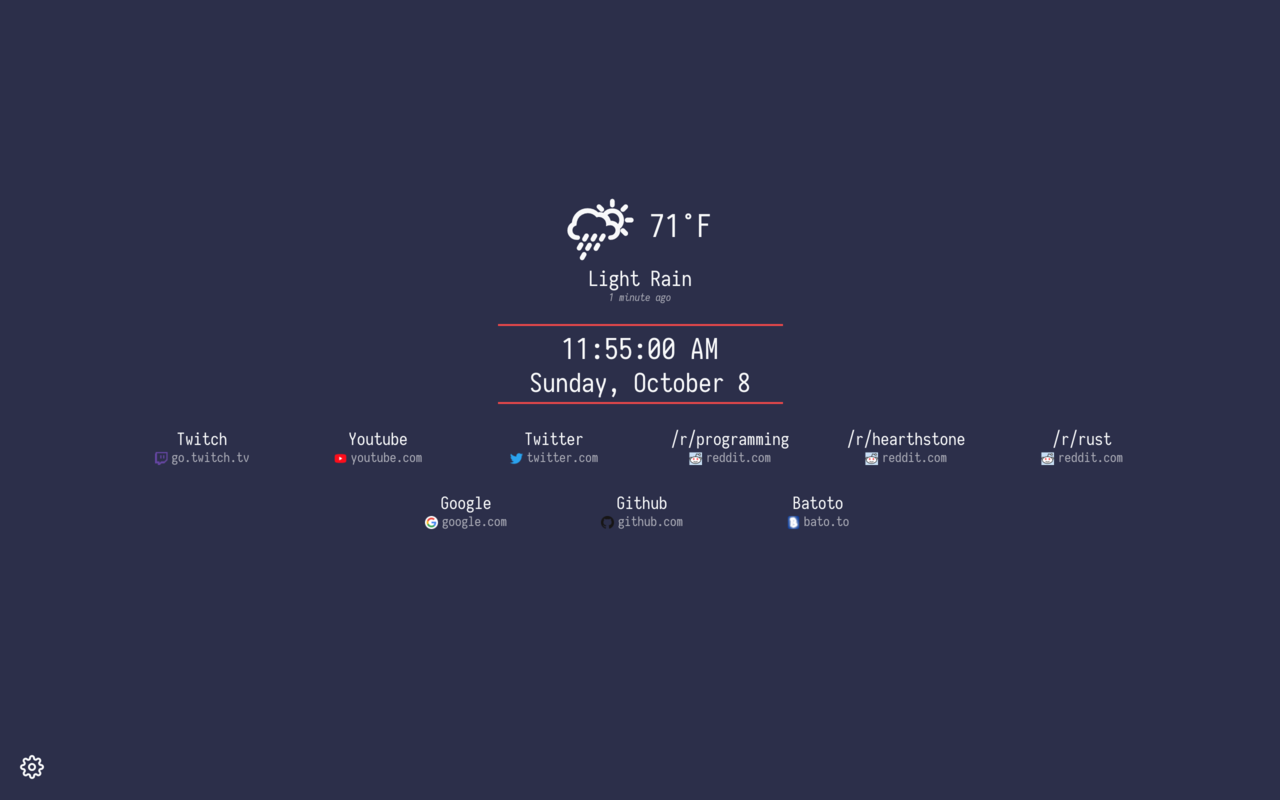 71°F
Light Rain
1 minute ago
11:55:00 AM
Sunday, October 8
Twitch
go.twitch.tv
Youtube
youtube.com
Twitter
twitter.com
/r/programming
reddit.com
/r/hearthstone
reddit.com
/r/rust
reddit.com
Google
google.com
Github
github.com
Batoto
bato.to